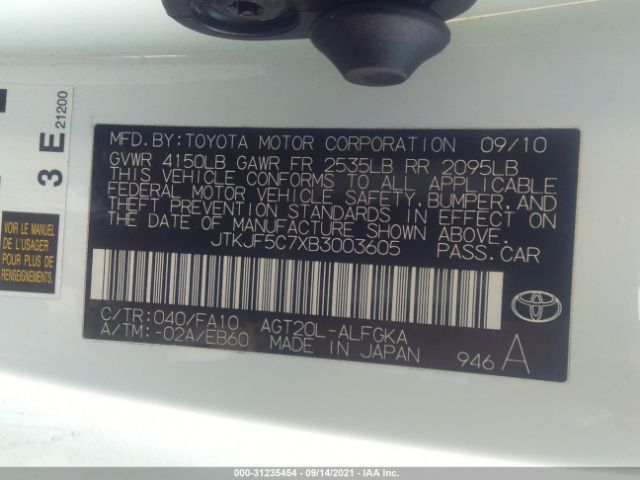 3 E
21200
VOIR LE MANUEL
DE L'USAGER
POUR PLUS DE
RENSEIGNEMENTS
MFD.BY:TOYOTA MOTOR CORPORATION 09/10
GVWR 4150LB GAWR FR 2535LB RR 2095LB
THIS VEHICLE CONFORMS TO ALL APPLICABLE
FEDERAL MOTOR VEHICLE SAFETY,BUMPER,AND
THEFT PREVENTION STANDARDS IN EFFECT ON
THE DATE OF MANUFACTURE SHOWN ABOVE.
JTKJF5C7XB3003605 PASS.CAR
C/TR:040/FA10 AGT20L-ALFGKA
A/TM:-02A/EB60 MADE IN JAPAN
946 A
000-31235454 - 09/14/2021 - IAA Inc.